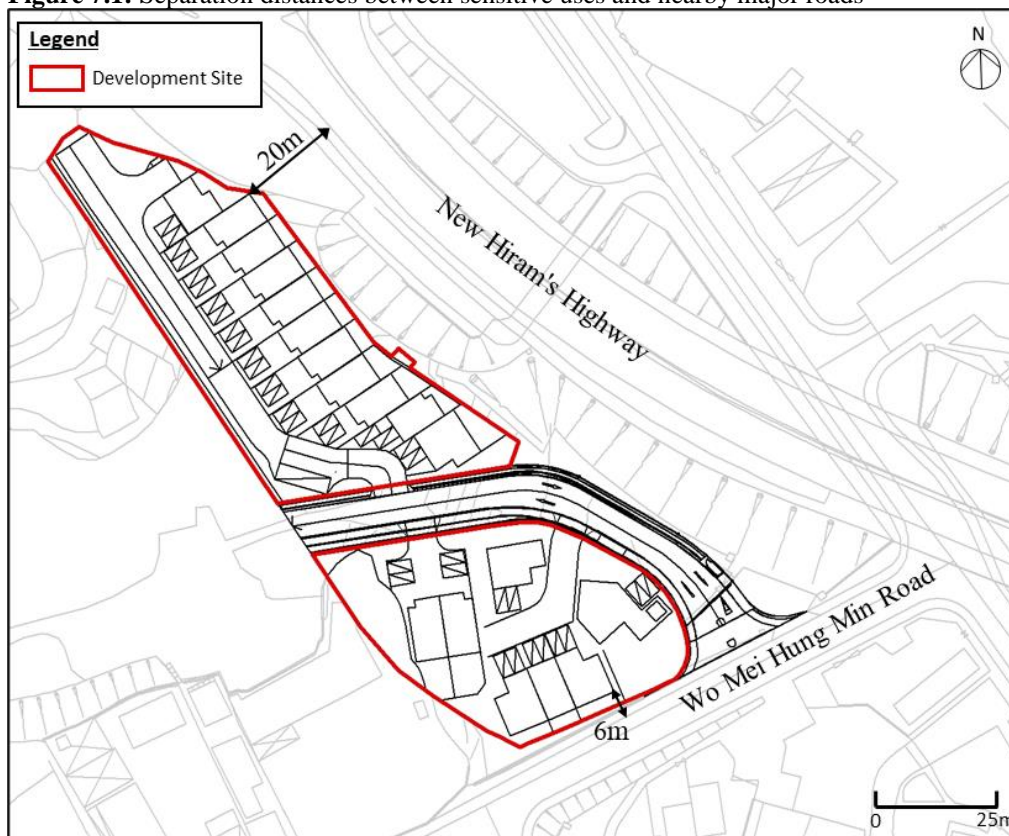 Figure 7.1: Separation distances between sensitive uses and nearby major roads
Legend
Development Site
N
20m
New Hiram's Highway
Wo Mei Hung Min Road
6m
0 25m